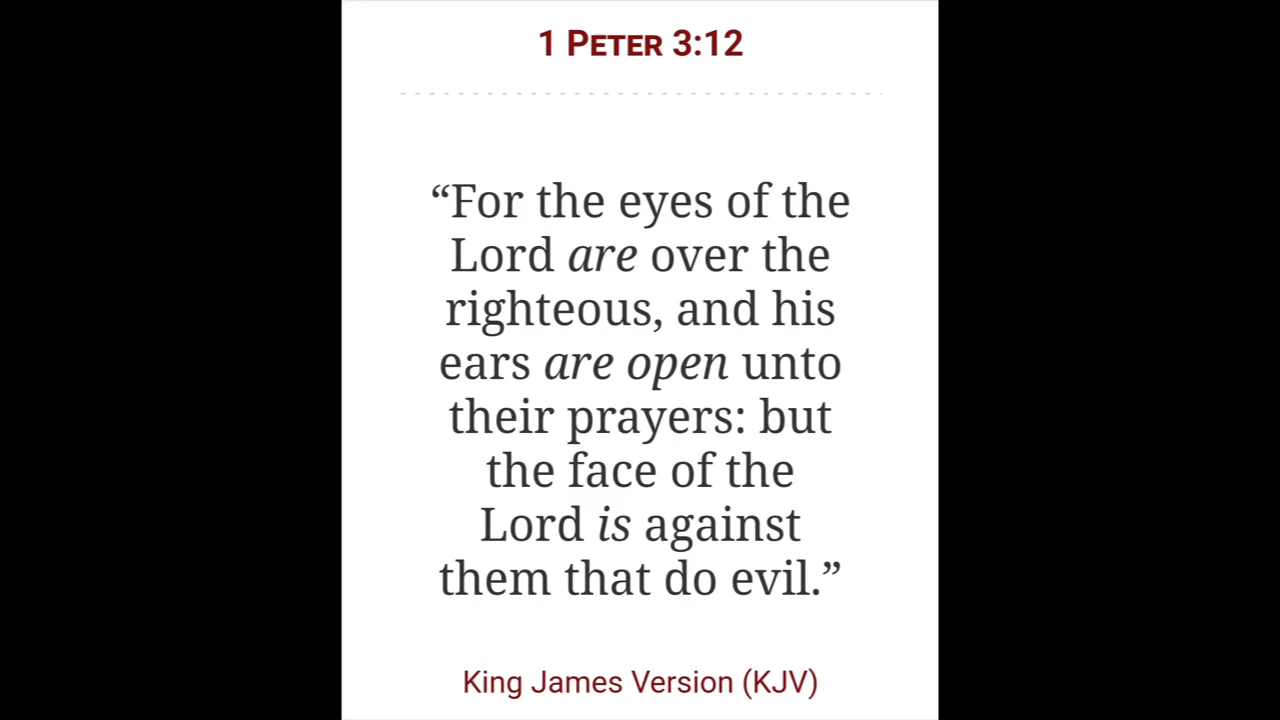 1 Peter 3:12
“For the eyes of the
Lord are over the
righteous, and his
ears are open unto
their prayers: but
the face of the
Lord is against
them that do evil.”
King James Version (KJV)